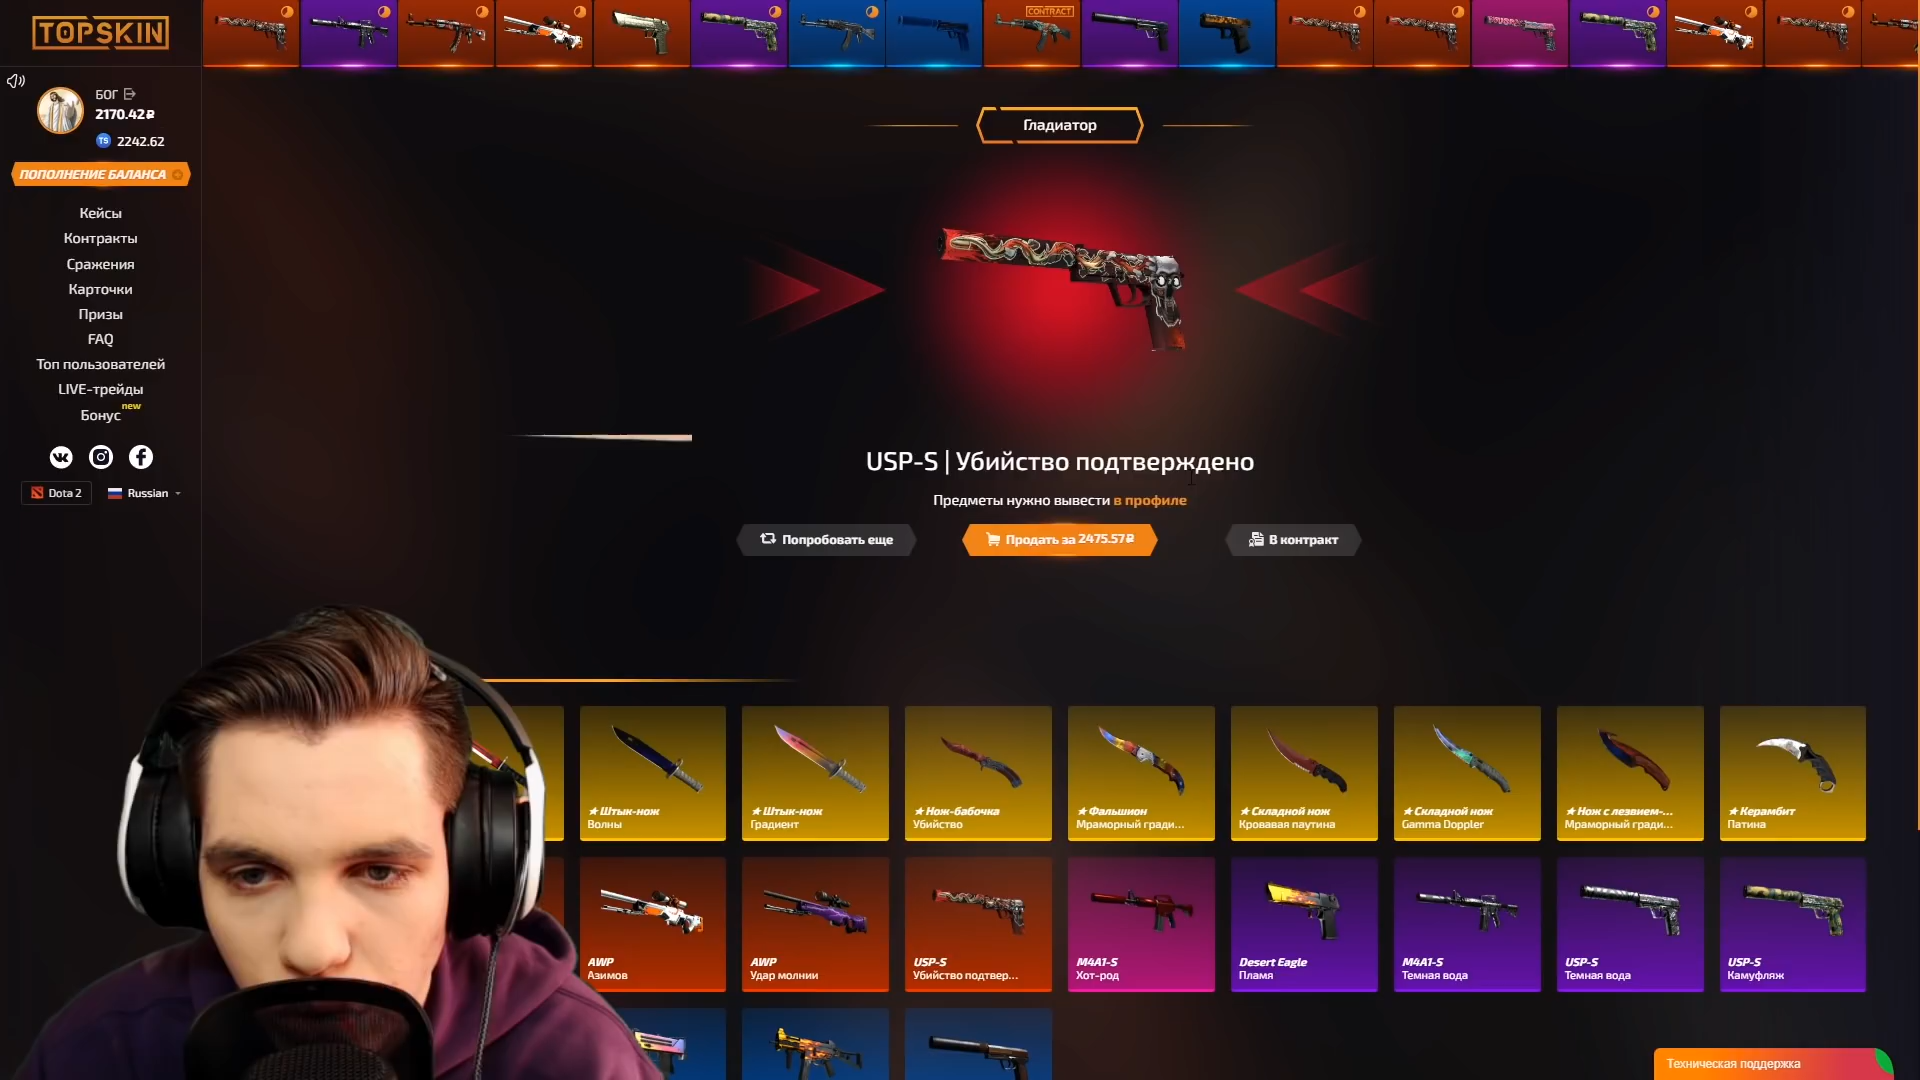 TOPSKIN
CONTRACT
БОГ
2170.42₽
TS 2242.62
ПОПОЛНЕНИЕ БАЛАНСА
Кейсы
Контракты
Сражения
Карточки
Призы
FAQ
Топ пользователей
LIVE-трейды
Бонус new
Dota 2
Russian
Гладиатор
USP-S | Убийство подтверждено
Предметы нужно вывести в профиле
Попробовать еще
Продать за 2475.57₽
В контракт
★ Штык-нож
Волны
★ Штык-нож
Градиент
★ Нож-бабочка
Убийство
★ Фальшион
Мраморный гради...
★ Складной нож
Кровавая паутина
★ Складной нож
Gamma Doppler
★ Нож с лезвием-...
Мраморный гради...
★ Керамбит
Патина
AWP
Азимов
AWP
Удар молнии
USP-S
Убийство подтвер...
M4A1-S
Хот-род
Desert Eagle
Пламя
M4A1-S
Темная вода
USP-S
Темная вода
USP-S
Камуфляж
Техническая поддержка